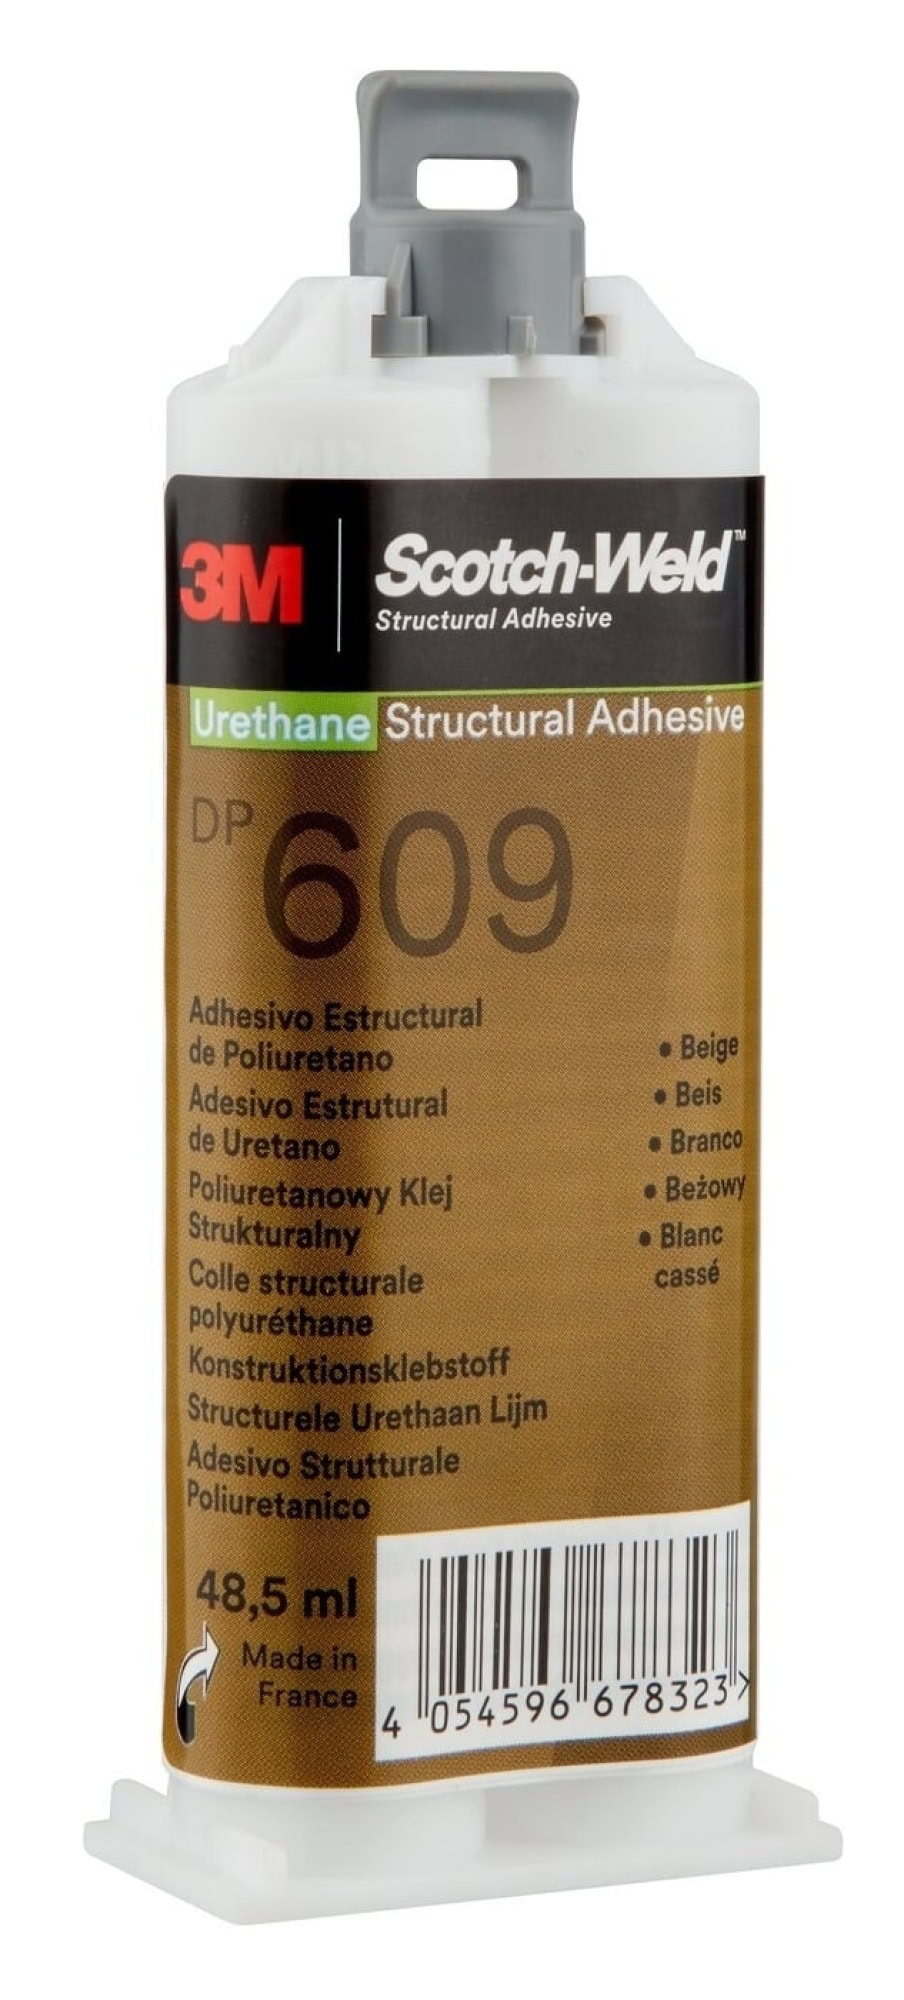 3M
Scotch-Weld™
Structural Adhesive
Urethane Structural Adhesive
DP 609
Adhesivo Estructural
de Poliuretano
Adesivo Estrutural
de Uretano
Poliuretanowy Klej
Strukturalny
Colle structurale
polyuréthane
Konstruktionsklebstoff
Structurele Urethaan Lijm
Adesivo Strutturale
Poliuretanico
• Beige
• Beis
• Branco
• Beżowy
• Blanc
cassé
48,5 ml
Made in
France
4 054596 678323 >